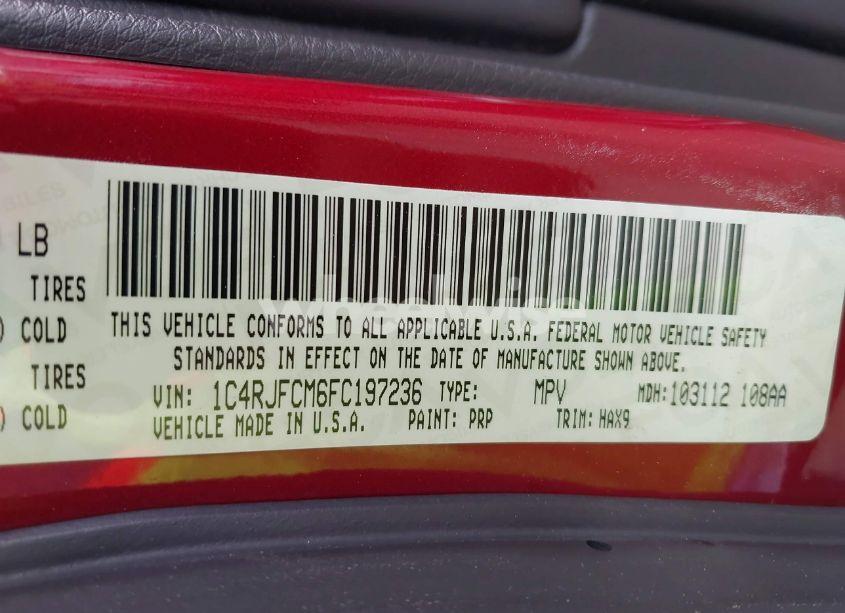 LB
TIRES
) COLD
TIRES
) COLD
THIS VEHICLE CONFORMS TO ALL APPLICABLE U.S.A. FEDERAL MOTOR VEHICLE SAFETY
STANDARDS IN EFFECT ON THE DATE OF MANUFACTURE SHOWN ABOVE.
VIN: 1C4RJFCM6FC197236 TYPE: MPV MDH: 103112 108AA
VEHICLE MADE IN U.S.A. PAINT: PRP TRIM: HAX9
wheelwise